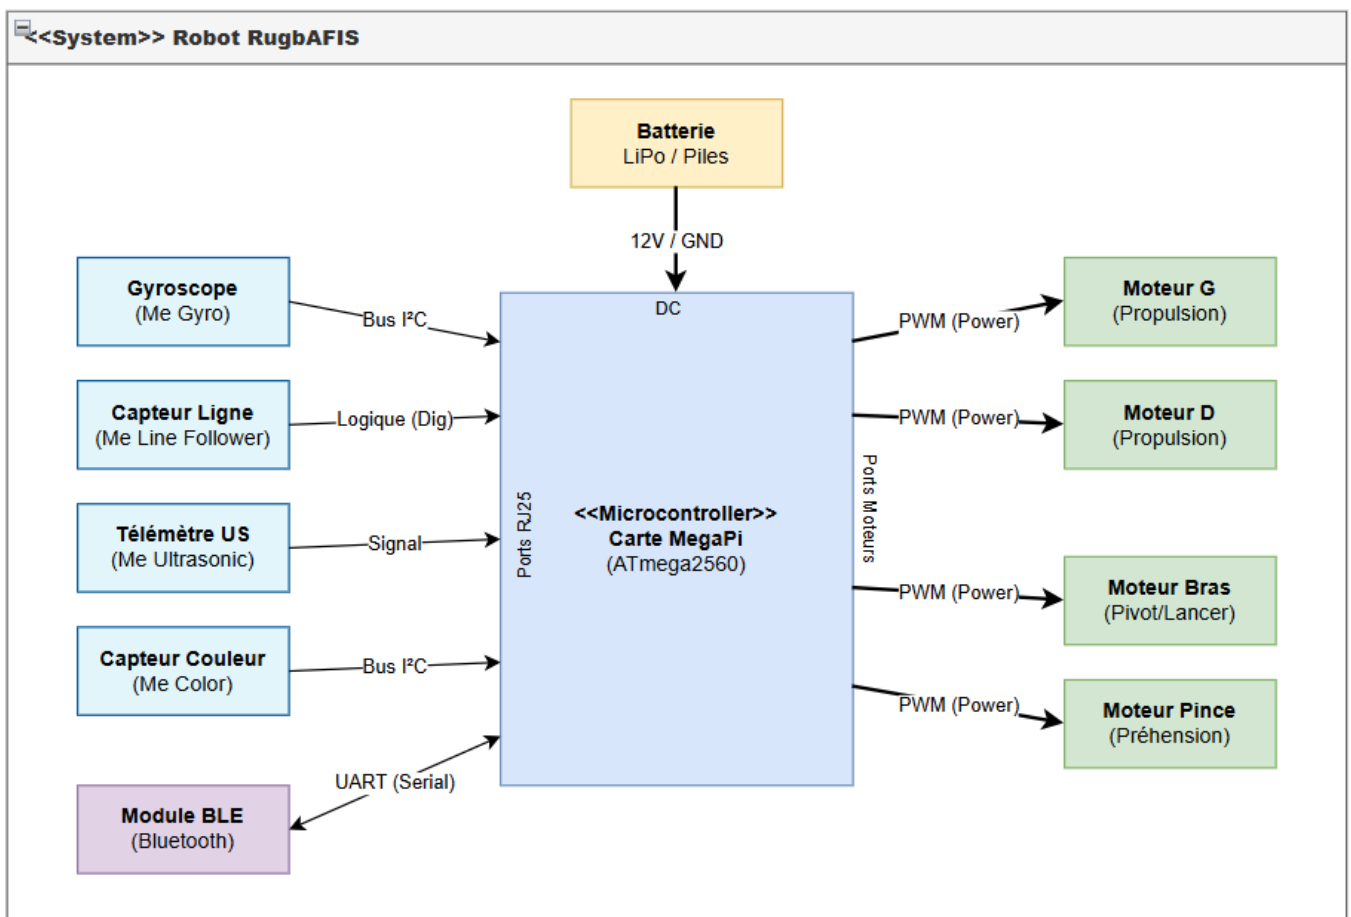 <<System>> Robot RugbAFIS
Batterie
LiPo / Piles
12V / GND
DC
Gyroscope
(Me Gyro)
Bus I²C
Capteur Ligne
(Me Line Follower)
Logique (Dig)
Télémètre US
(Me Ultrasonic)
Signal
Capteur Couleur
(Me Color)
Bus I²C
Module BLE
(Bluetooth)
UART (Serial)
Ports RJ25
<<Microcontroller>>
Carte MegaPi
(ATmega2560)
Ports Moteurs
PWM (Power)
Moteur G
(Propulsion)
PWM (Power)
Moteur D
(Propulsion)
PWM (Power)
Moteur Bras
(Pivot/Lancer)
PWM (Power)
Moteur Pince
(Préhension)